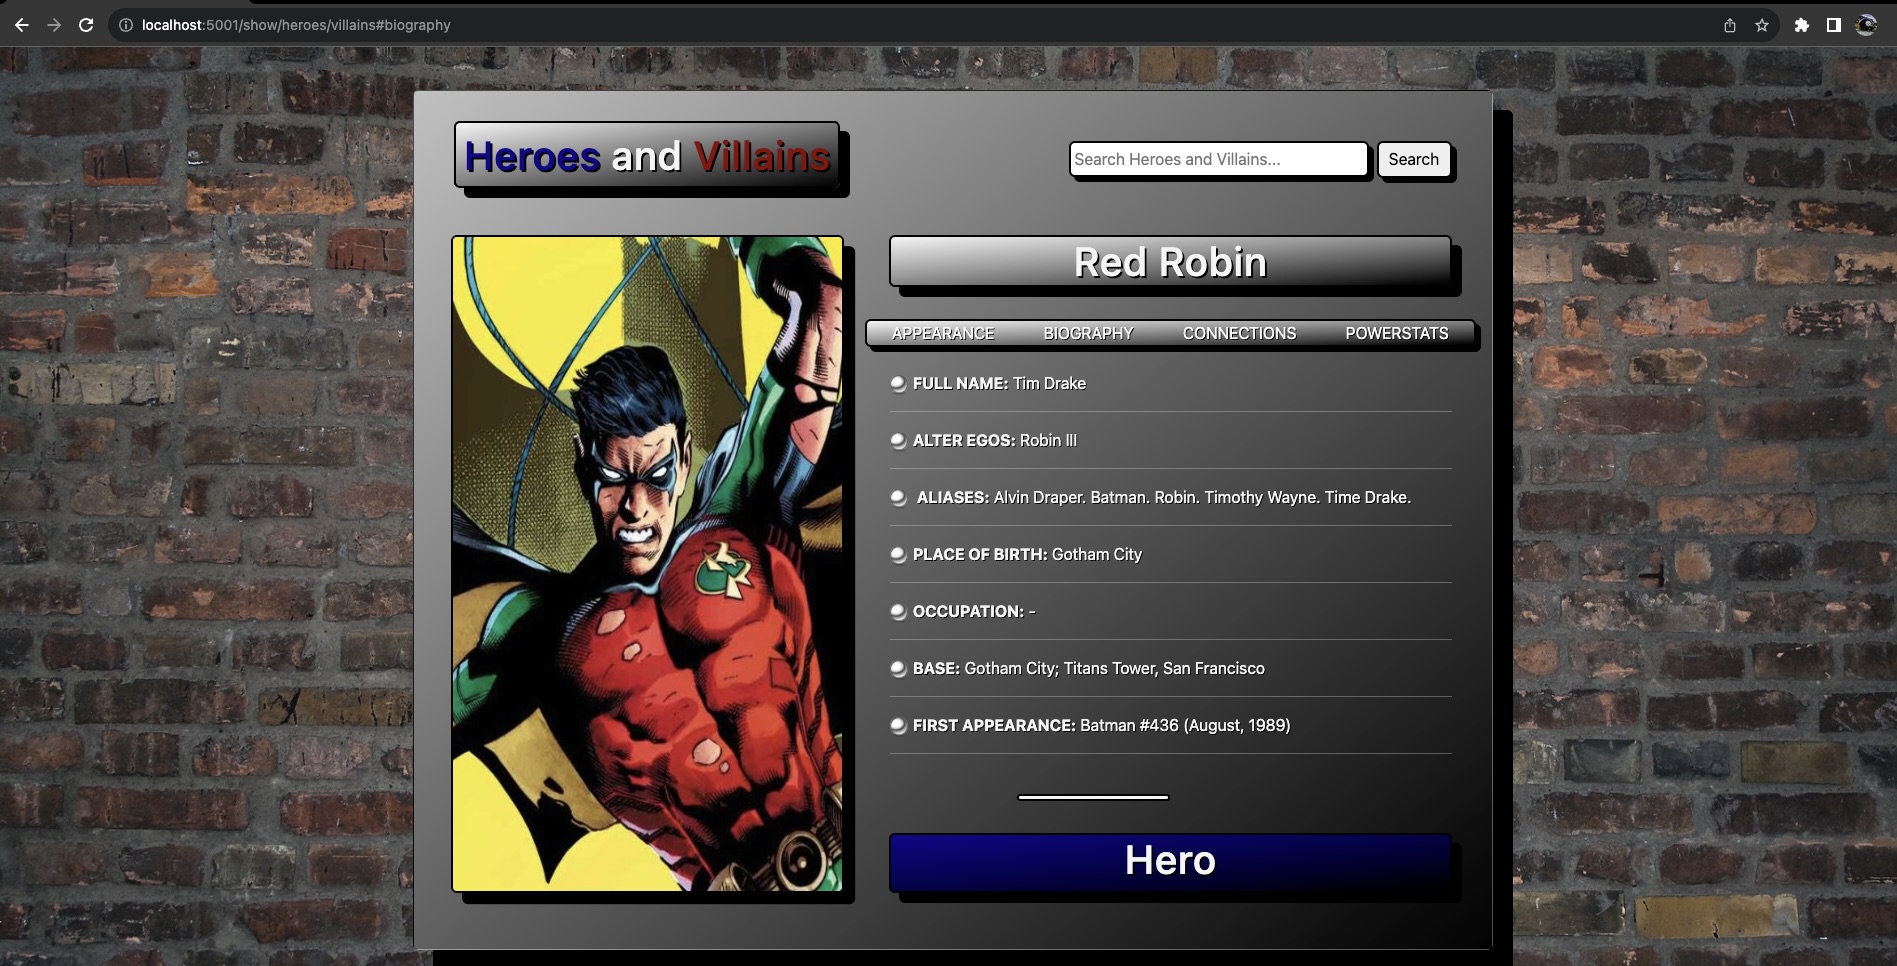 localhost:5001/show/heroes/villains#biography
Heroes and Villains
Search Heroes and Villains...
Search
Red Robin
APPEARANCE BIOGRAPHY CONNECTIONS POWERSTATS
FULL NAME: Tim Drake
ALTER EGOS: Robin III
ALIASES: Alvin Draper. Batman. Robin. Timothy Wayne. Time Drake.
PLACE OF BIRTH: Gotham City
OCCUPATION: -
BASE: Gotham City; Titans Tower, San Francisco
FIRST APPEARANCE: Batman #436 (August, 1989)
Hero